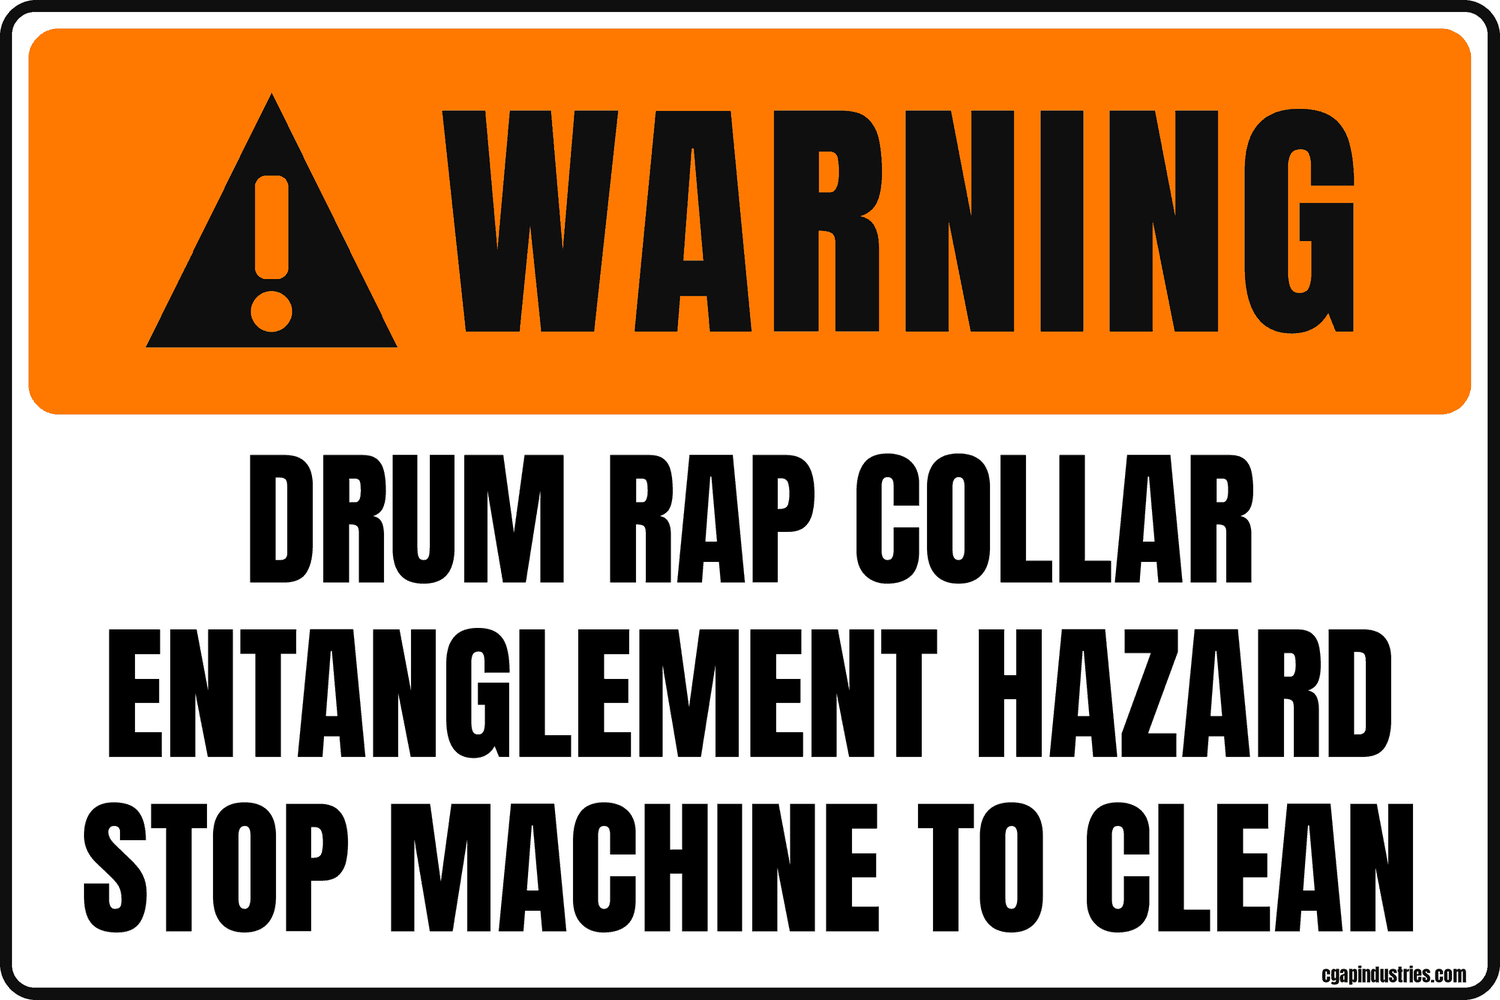 WARNING
DRUM RAP COLLAR
ENTANGLEMENT HAZARD
STOP MACHINE TO CLEAN
cgapindustries.com